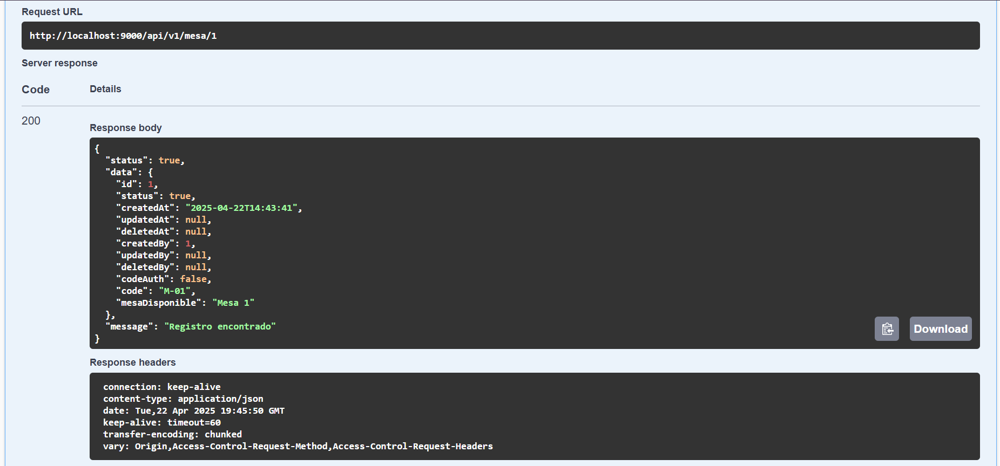 Request URL
http://localhost:9000/api/v1/mesa/1
Server response
Code Details
200
Response body
{
  "status": true,
  "data": {
    "id": 1,
    "status": true,
    "createdAt": "2025-04-22T14:43:41",
    "updatedAt": null,
    "deletedAt": null,
    "createdBy": 1,
    "updatedBy": null,
    "deletedBy": null,
    "codeAuth": false,
    "code": "M-01",
    "mesaDisponible": "Mesa 1"
  },
  "message": "Registro encontrado"
}
Download
Response headers
connection: keep-alive
content-type: application/json
date: Tue,22 Apr 2025 19:45:50 GMT
keep-alive: timeout=60
transfer-encoding: chunked
vary: Origin,Access-Control-Request-Method,Access-Control-Request-Headers